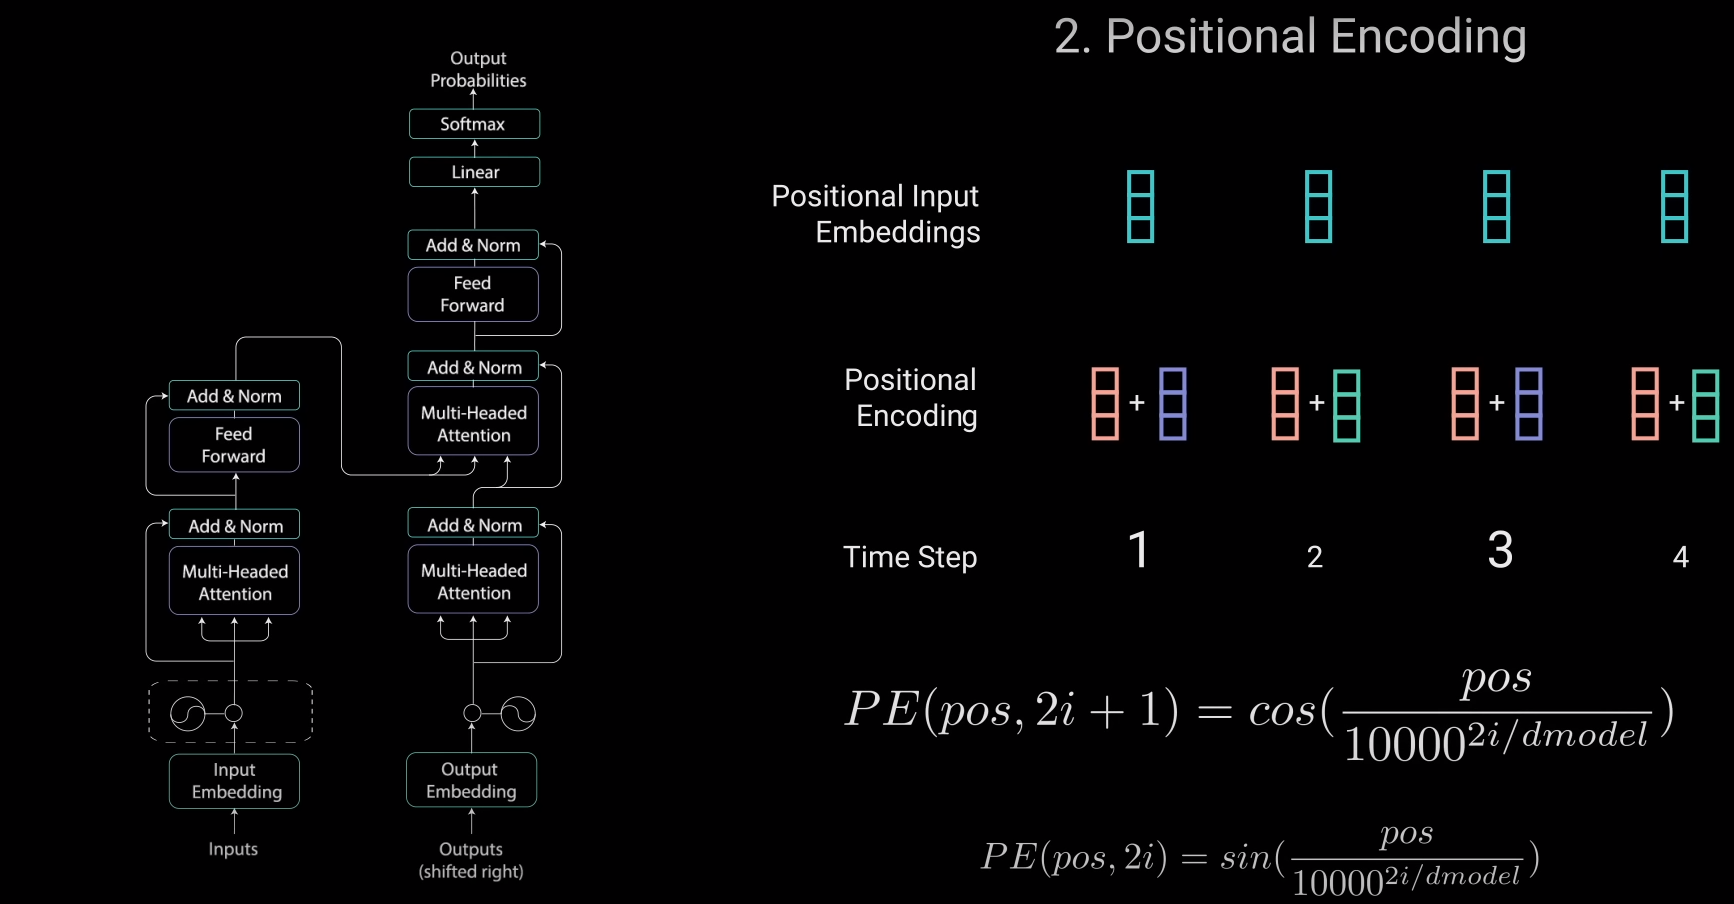 2. Positional Encoding
Output
Probabilities
Softmax
Linear
Add & Norm
Feed
Forward
Add & Norm
Multi-Headed
Attention
Add & Norm
Multi-Headed
Attention
Output
Embedding
Outputs
(shifted right)
Add & Norm
Feed
Forward
Add & Norm
Multi-Headed
Attention
Input
Embedding
Inputs
Positional Input
Embeddings
Positional
Encoding
+ + + +
Time Step 1 2 3 4
PE(pos, 2i + 1) = cos(pos/10000^{2i/dmodel})
PE(pos, 2i) = sin(pos/10000^{2i/dmodel})